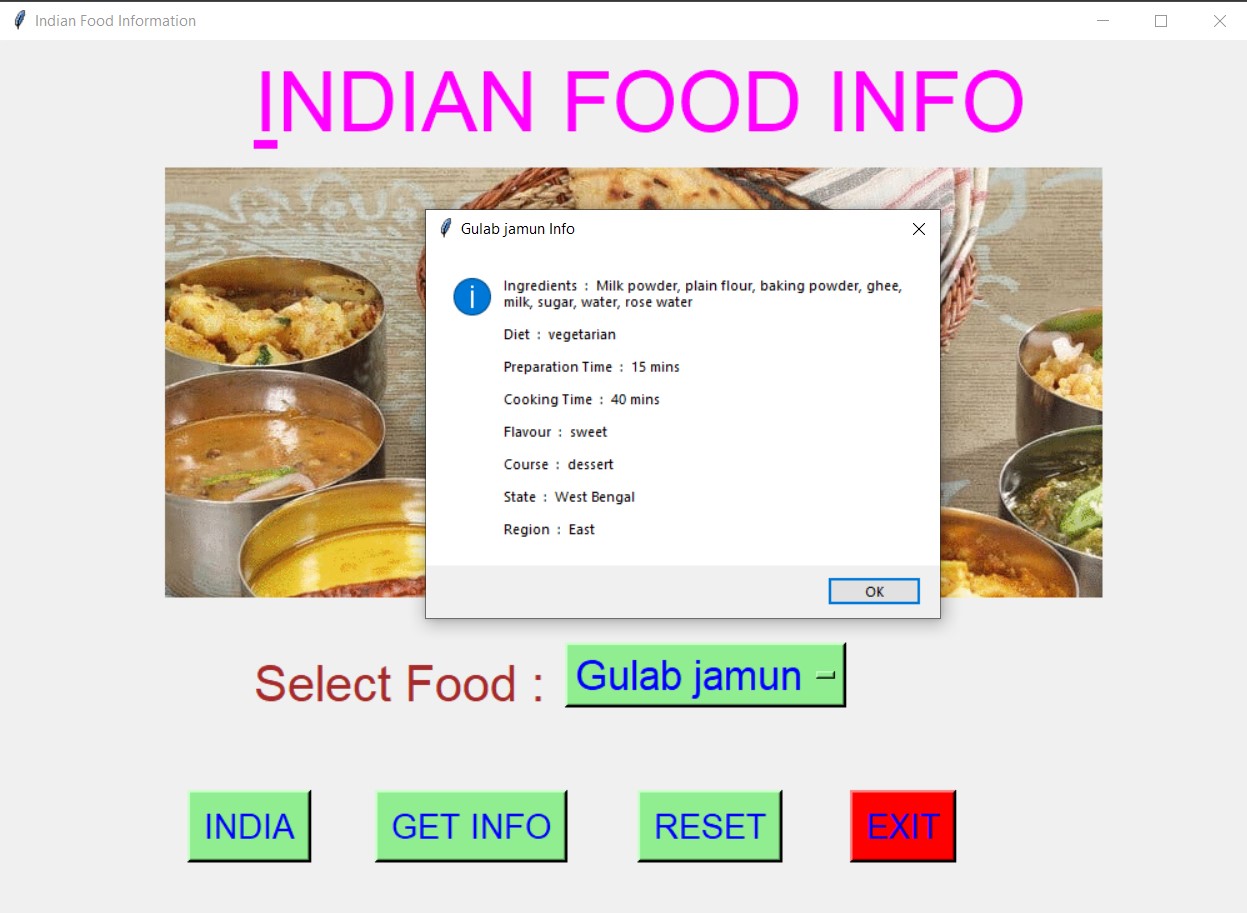 Indian Food Information
INDIAN FOOD INFO
Gulab jamun Info
Ingredients  :  Milk powder, plain flour, baking powder, ghee,
milk, sugar, water, rose water
Diet  :  vegetarian
Preparation Time  :  15 mins
Cooking Time  :  40 mins
Flavour  :  sweet
Course  :  dessert
State  :  West Bengal
Region  :  East
OK
Select Food : Gulab jamun
INDIA GET INFO RESET EXIT